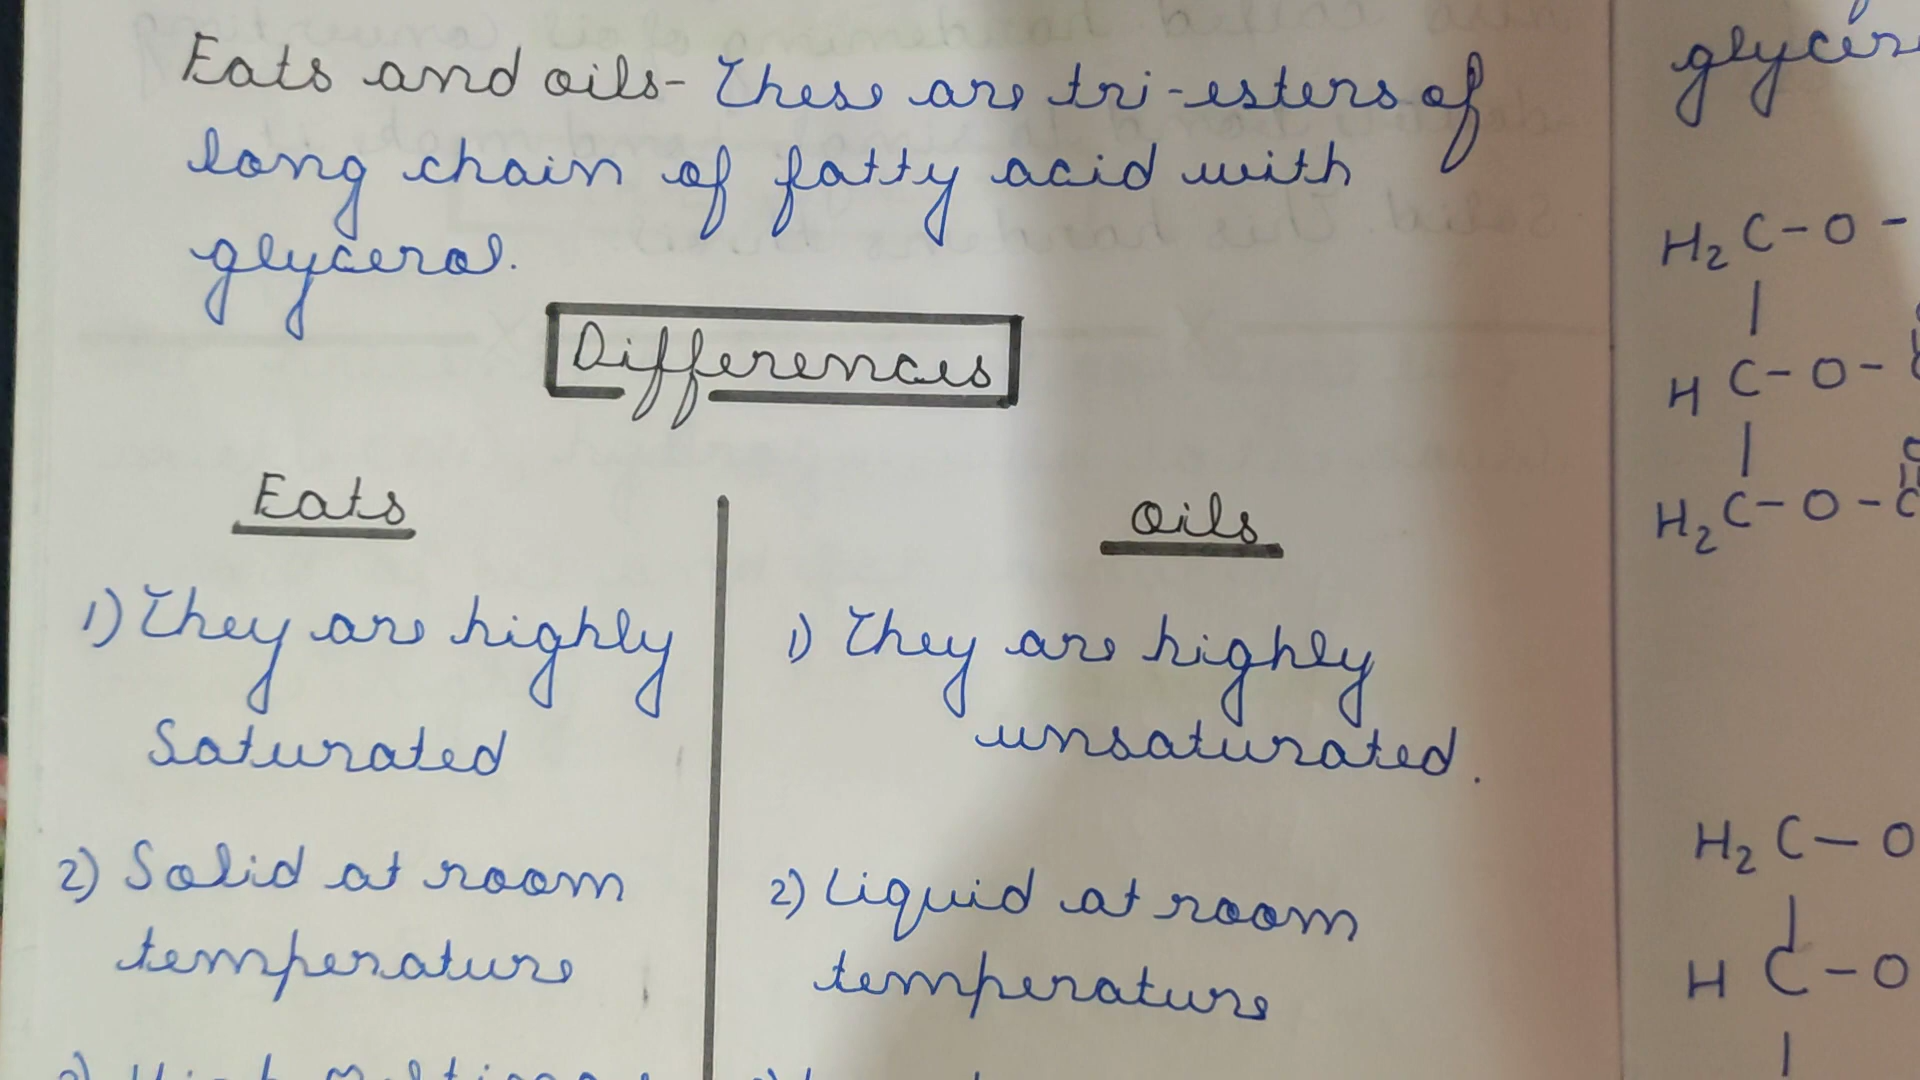 Fats and oils- These are tri-esters of
long chain of fatty acid with
glycerol.
Differences
Fats
1) They are highly
Saturated
2) Solid at room
temperature
Oils
1) They are highly
unsaturated.
2) Liquid at room
temperature
H2C-O-
HC-O-
H2C-O-C
H2C-O
HC-O